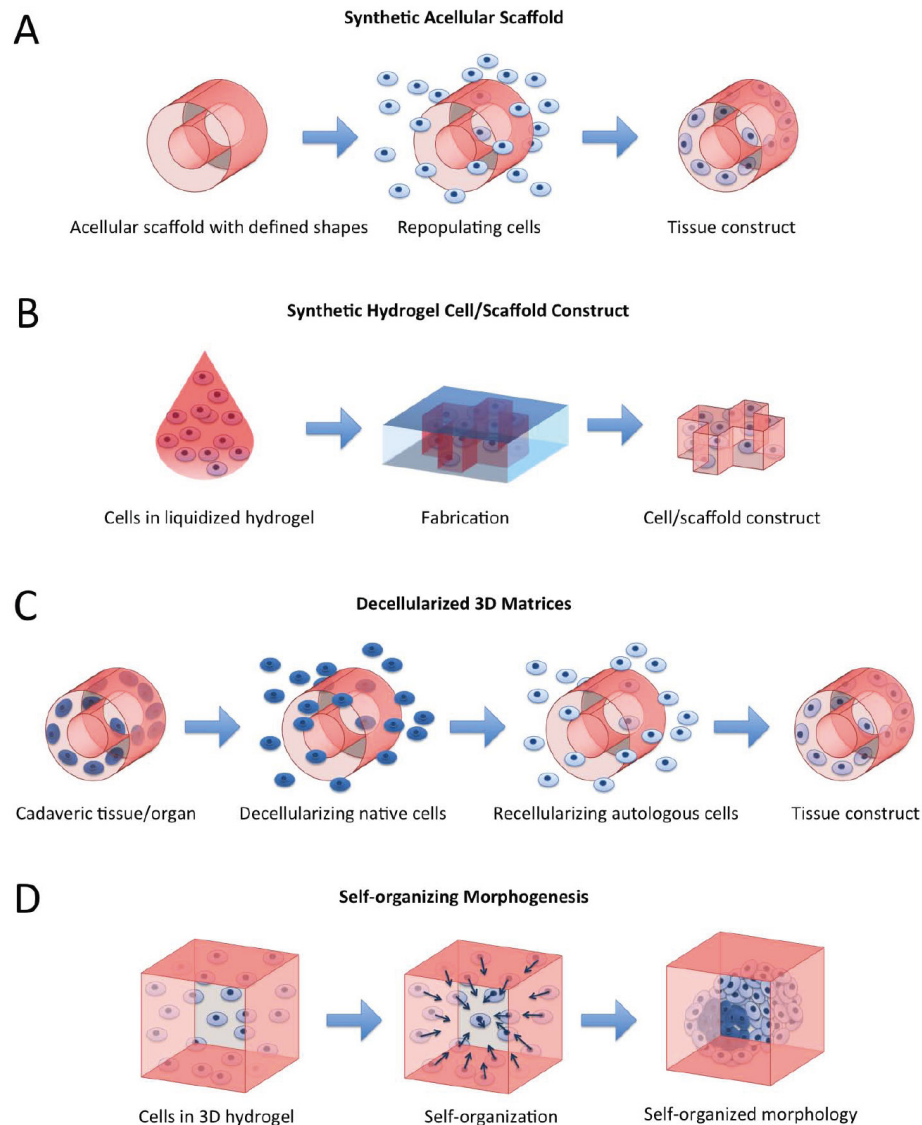 A
Synthetic Acellular Scaffold
Acellular scaffold with defined shapes
Repopulating cells
Tissue construct
B
Synthetic Hydrogel Cell/Scaffold Construct
Cells in liquidized hydrogel
Fabrication
Cell/scaffold construct
C
Decellularized 3D Matrices
Cadaveric tissue/organ
Decellularizing native cells
Recellularizing autologous cells
Tissue construct
D
Self-organizing Morphogenesis
Cells in 3D hydrogel
Self-organization
Self-organized morphology